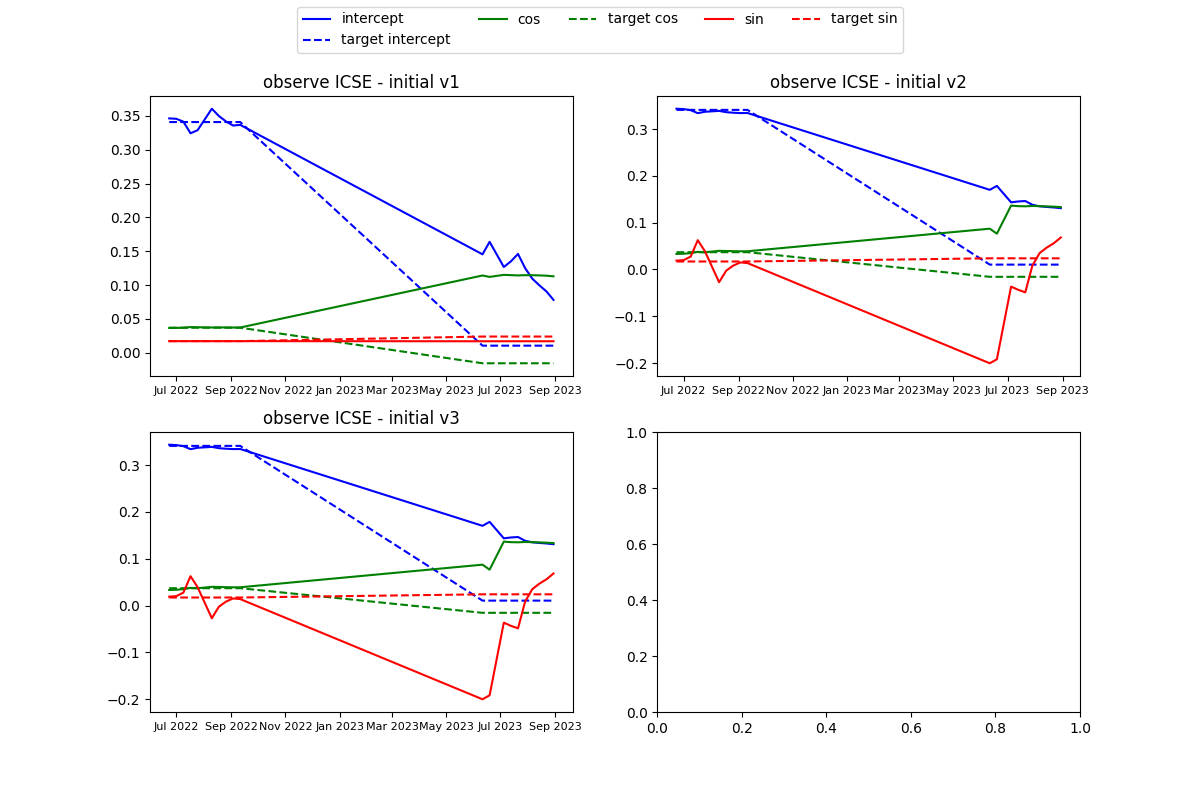 intercept cos target cos sin target sin
target intercept
observe ICSE - initial v1
0.35
0.30
0.25
0.20
0.15
0.10
0.05
0.00
Jul 2022 Sep 2022 Nov 2022 Jan 2023 Mar 2023 May 2023 Jul 2023 Sep 2023
observe ICSE - initial v2
0.3
0.2
0.1
0.0
−0.1
−0.2
Jul 2022 Sep 2022 Nov 2022 Jan 2023 Mar 2023 May 2023 Jul 2023 Sep 2023
observe ICSE - initial v3
0.3
0.2
0.1
0.0
−0.1
−0.2
Jul 2022 Sep 2022 Nov 2022 Jan 2023 Mar 2023 May 2023 Jul 2023 Sep 2023
1.0
0.8
0.6
0.4
0.2
0.0
0.0 0.2 0.4 0.6 0.8 1.0